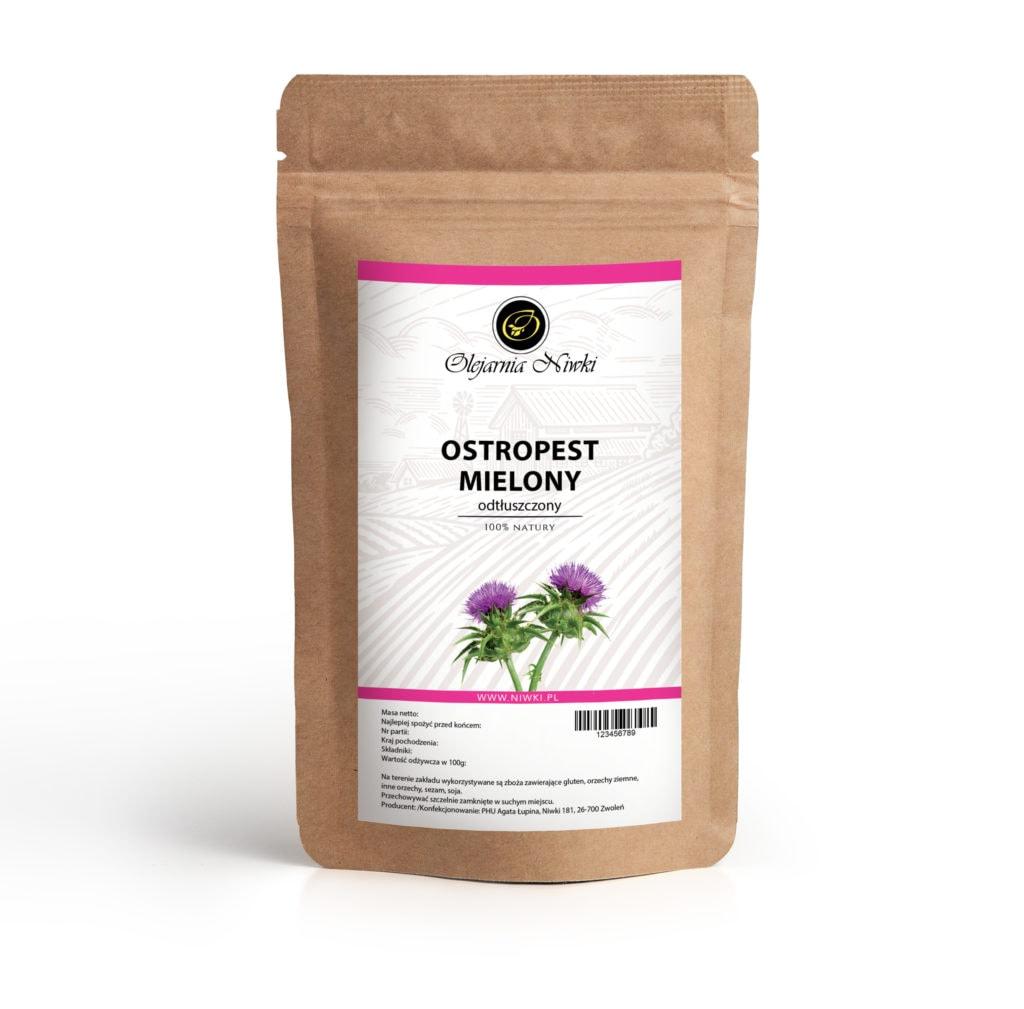 Olejarnia Niwki
OSTROPEST
MIELONY
odtłuszczony
100% NATURY
WWW.NIWKI.PL
Masa netto:
Najlepiej spożyć przed końcem:
Nr partii:
Kraj pochodzenia:
Składniki:
Wartość odżywcza w 100g:
123456789
Na terenie zakładu wykorzystywane są zboża zawierające gluten, orzechy ziemne,
inne orzechy, sezam, soja.
Przechowywać szczelnie zamknięte w suchym miejscu.
Producent: /Konfekcjonowanie: PHU Agata Łupina, Niwki 181, 26-700 Zwoleń